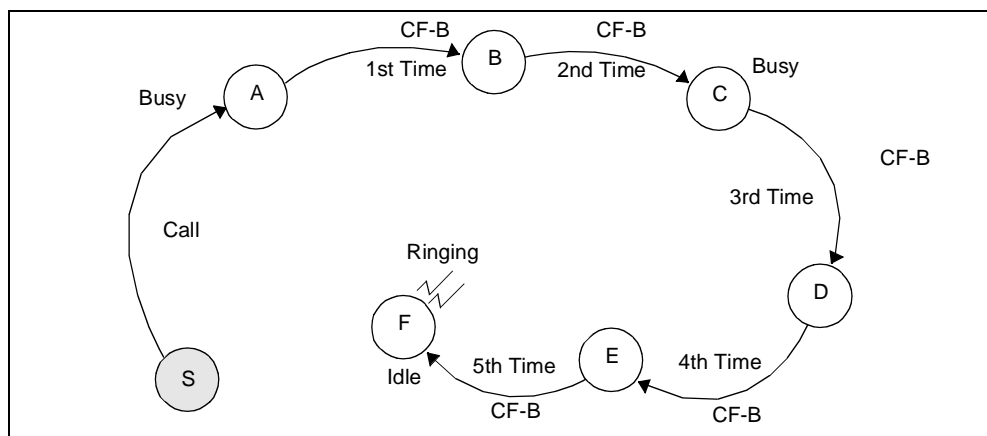 CF-B
CF-B
B
1st Time
2nd Time
Busy
A
C
Busy
CF-B
3rd Time
Call
Ringing
D
F
E
4th Time
5th Time
Idle
S
CF-B
CF-B